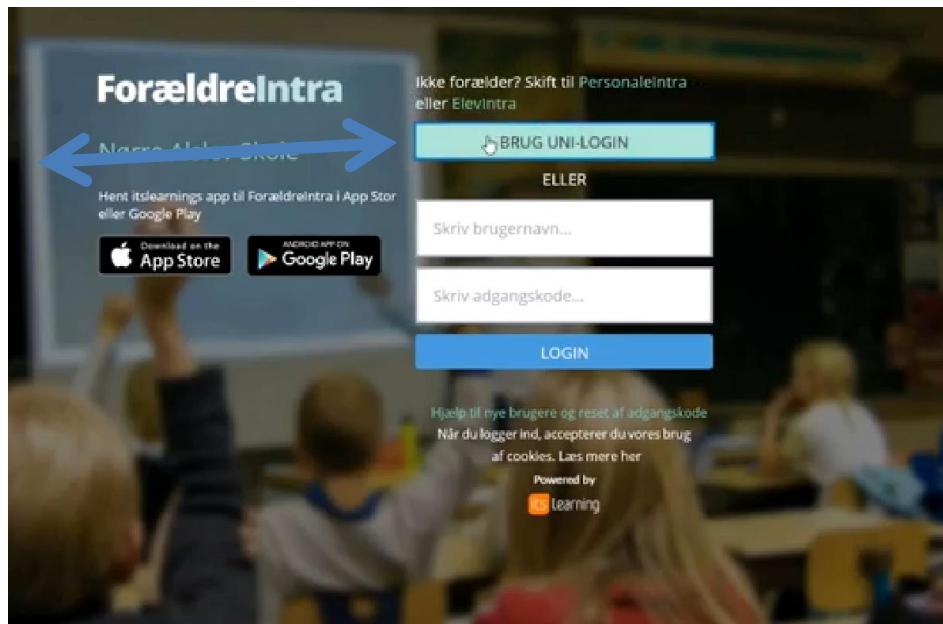 ForældreIntra
Nørre Alslev Skole
Hent itslearnings app til ForældreIntra i App Stor
eller Google Play
Download on the
App Store
ANDROID APP ON
Google Play
Ikke forælder? Skift til PersonaleIntra
eller ElevIntra
BRUG UNI-LOGIN
ELLER
Skriv brugernavn...
Skriv adgangskode...
LOGIN
Hjælp til nye brugere og reset af adgangskode
Når du logger ind, accepterer du vores brug
af cookies. Læs mere her
Powered by
its learning